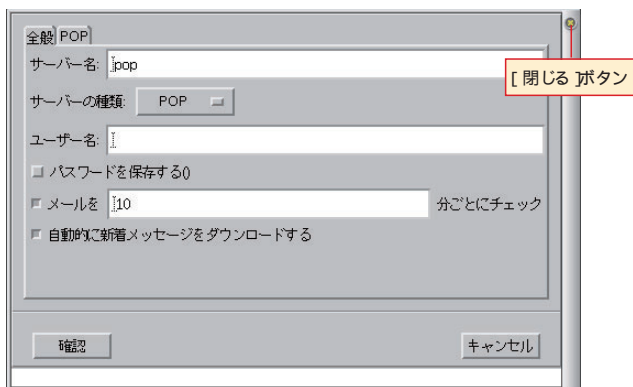 全般 POP
サーバー名: pop
[ 閉じる ]ボタン
サーバーの種類: POP
ユーザー名:
パスワードを保存する()
メールを 10 分ごとにチェック
自動的に新着メッセージをダウンロードする
確認 キャンセル